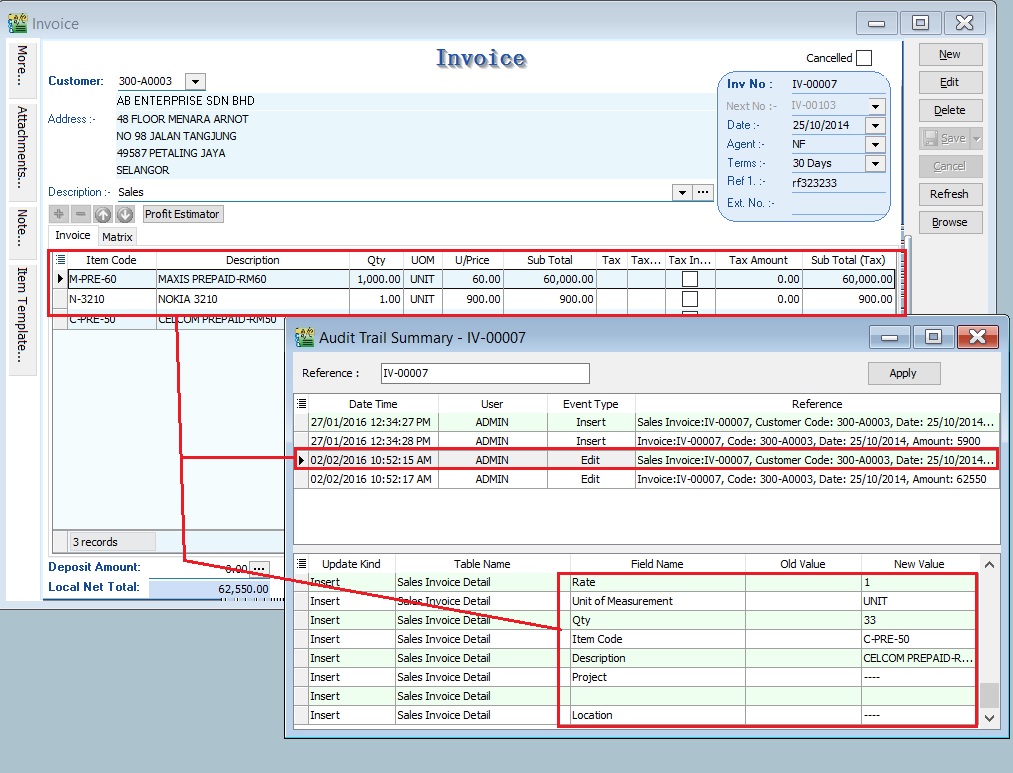 Invoice
More...
Attachments...
Note...
Item Template...
Invoice
Cancelled
Customer: 300-A0003
AB ENTERPRISE SDN BHD
Address :- 48 FLOOR MENARA ARNOT
NO 98 JALAN TANGJUNG
49587 PETALING JAYA
SELANGOR
Description :- Sales ...
Inv No : IV-00007
Next No :- IV-00103
Date :- 25/10/2014
Agent :- NF
Terms :- 30 Days
Ref 1. :- rf323233
Ext. No. :-
New
Edit
Delete
Save
Cancel
Refresh
Browse
Profit Estimator
Invoice Matrix
Item Code Description Qty UOM U/Price Sub Total Tax Tax... Tax In... Tax Amount Sub Total (Tax)
M-PRE-60 MAXIS PREPAID-RM60 1,000.00 UNIT 60.00 60,000.00 0.00 60,000.00
N-3210 NOKIA 3210 1.00 UNIT 900.00 900.00 0.00 900.00
C-PRE-50 CELCOM PREPAID-RM50
3 records
Deposit Amount: 0.00 ...
Local Net Total: 62,550.00
Audit Trail Summary - IV-00007
Reference : IV-00007 Apply
Date Time User Event Type Reference
27/01/2016 12:34:27 PM ADMIN Insert Sales Invoice:IV-00007, Customer Code: 300-A0003, Date: 25/10/2014...
27/01/2016 12:34:28 PM ADMIN Insert Invoice:IV-00007, Code: 300-A0003, Date: 25/10/2014, Amount: 5900
02/02/2016 10:52:15 AM ADMIN Edit Sales Invoice:IV-00007, Customer Code: 300-A0003, Date: 25/10/2014...
02/02/2016 10:52:17 AM ADMIN Edit Invoice:IV-00007, Code: 300-A0003, Date: 25/10/2014, Amount: 62550
Update Kind Table Name Field Name Old Value New Value
Insert Sales Invoice Detail Rate 1
Insert Sales Invoice Detail Unit of Measurement UNIT
Insert Sales Invoice Detail Qty 33
Insert Sales Invoice Detail Item Code C-PRE-50
Insert Sales Invoice Detail Description CELCOM PREPAID-R...
Insert Sales Invoice Detail Project ----
Insert Sales Invoice Detail
Insert Sales Invoice Detail Location ----